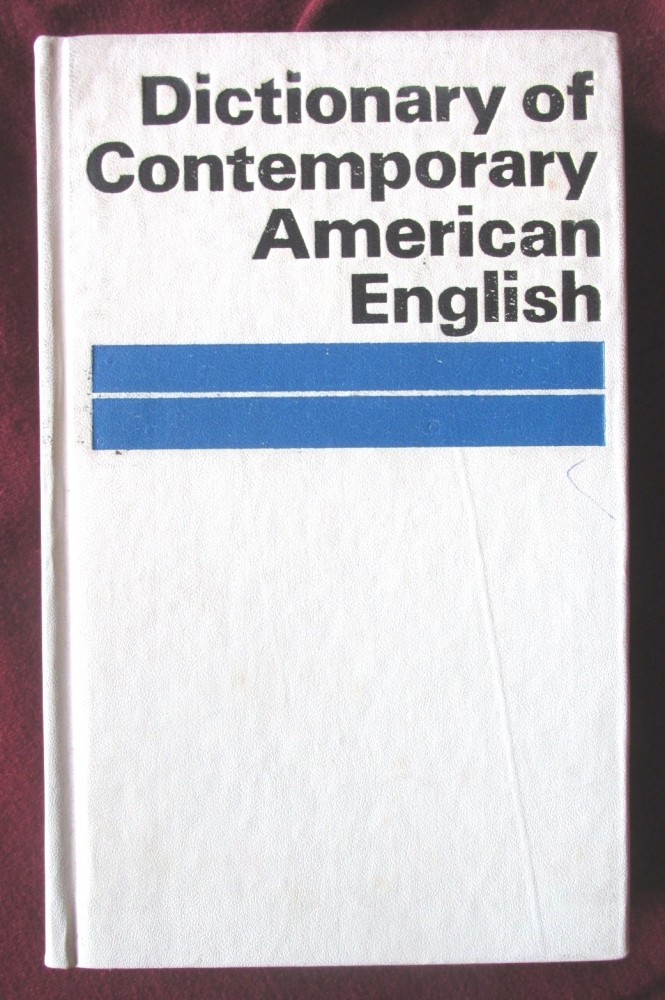 Dictionary of
Contemporary
American
English